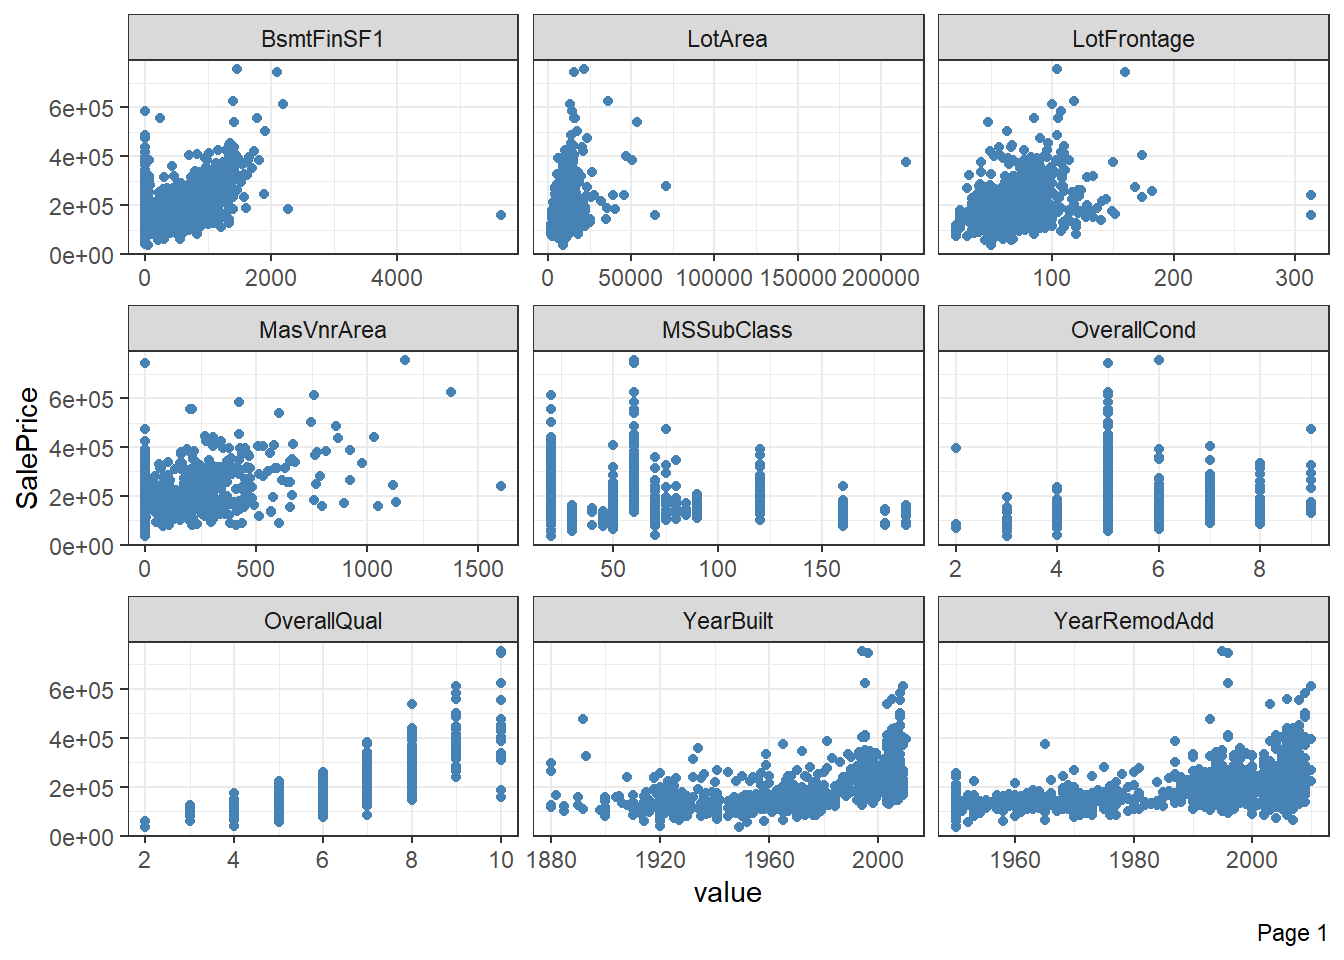 BsmtFinSF1 LotArea LotFrontage
6e+05
4e+05
2e+05
0e+00
0 2000 4000 0 50000 100000 150000 200000 100 200 300
MasVnrArea MSSubClass OverallCond
6e+05
4e+05
2e+05
0e+00
0 500 1000 1500 50 100 150 2 4 6 8
SalePrice
OverallQual YearBuilt YearRemodAdd
6e+05
4e+05
2e+05
0e+00
2 4 6 8 10 1880 1920 1960 2000 1960 1980 2000
value
Page 1